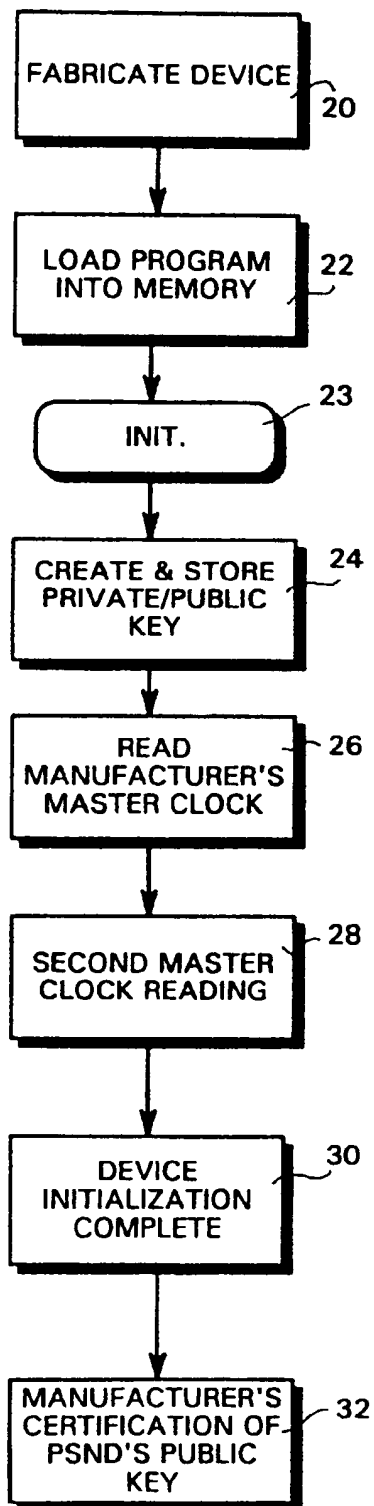 FABRICATE DEVICE
20
LOAD PROGRAM
INTO MEMORY
22
INIT.
23
CREATE & STORE
PRIVATE/PUBLIC
KEY
24
READ
MANUFACTURER'S
MASTER CLOCK
26
SECOND MASTER
CLOCK READING
28
DEVICE
INITIALIZATION
COMPLETE
30
MANUFACTURER'S
CERTIFICATION OF
PSND'S PUBLIC
KEY
32